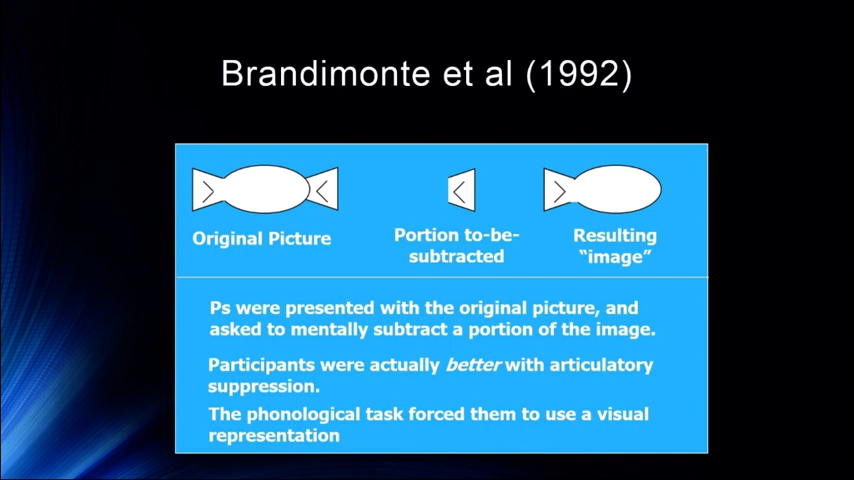 Brandimonte et al (1992)
Original Picture
Portion to-be-
subtracted
Resulting
“image”
Ps were presented with the original picture, and
asked to mentally subtract a portion of the image.
Participants were actually better with articulatory
suppression.
The phonological task forced them to use a visual
representation